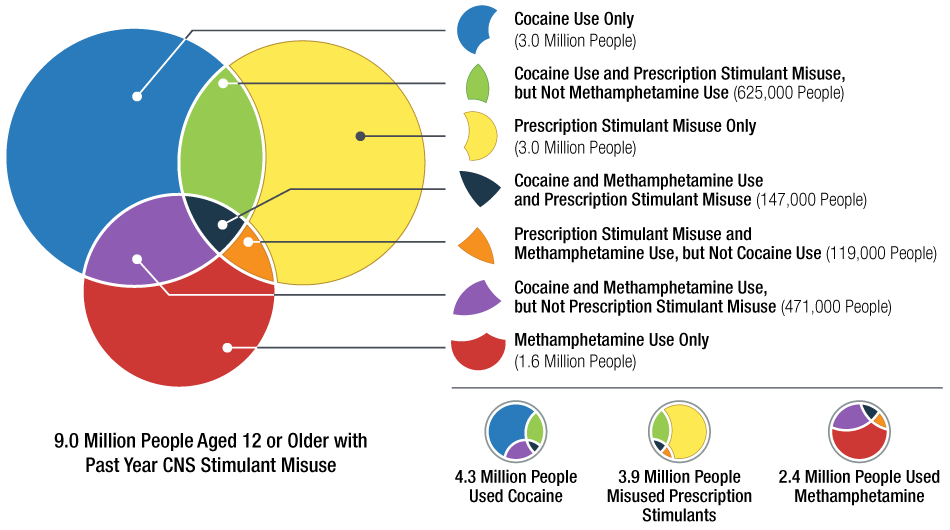 Cocaine Use Only
(3.0 Million People)
Cocaine Use and Prescription Stimulant Misuse,
but Not Methamphetamine Use (625,000 People)
Prescription Stimulant Misuse Only
(3.0 Million People)
Cocaine and Methamphetamine Use
and Prescription Stimulant Misuse (147,000 People)
Prescription Stimulant Misuse and
Methamphetamine Use, but Not Cocaine Use (119,000 People)
Cocaine and Methamphetamine Use,
but Not Prescription Stimulant Misuse (471,000 People)
Methamphetamine Use Only
(1.6 Million People)
9.0 Million People Aged 12 or Older with
Past Year CNS Stimulant Misuse
4.3 Million People
Used Cocaine
3.9 Million People
Misused Prescription
Stimulants
2.4 Million People Used
Methamphetamine